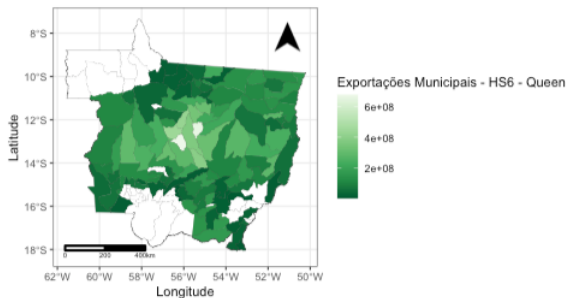 8°S
10°S
12°S
14°S
16°S
18°S
Latitude
0 200 400km
62°W 60°W 58°W 56°W 54°W 52°W 50°W
Longitude
Exportações Municipais - HS6 - Queen
6e+08
4e+08
2e+08